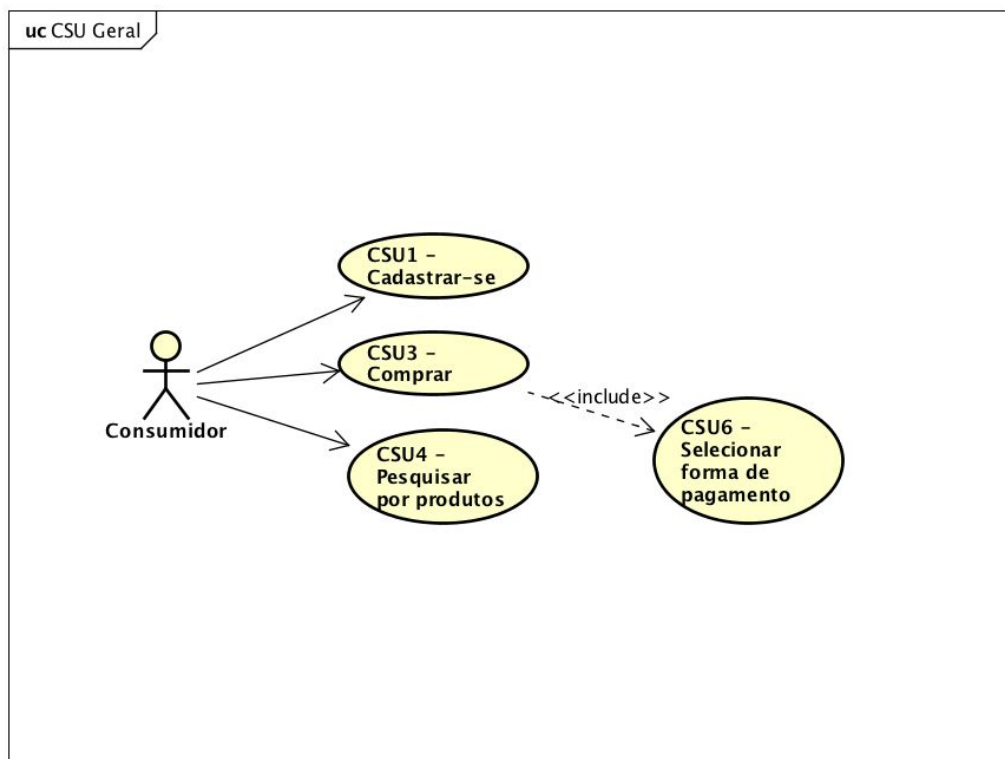 uc CSU Geral
CSU1 -
Cadastrar-se
CSU3 -
Comprar
<<include>>
CSU6 -
Selecionar
forma de
pagamento
Consumidor
CSU4 -
Pesquisar
por produtos